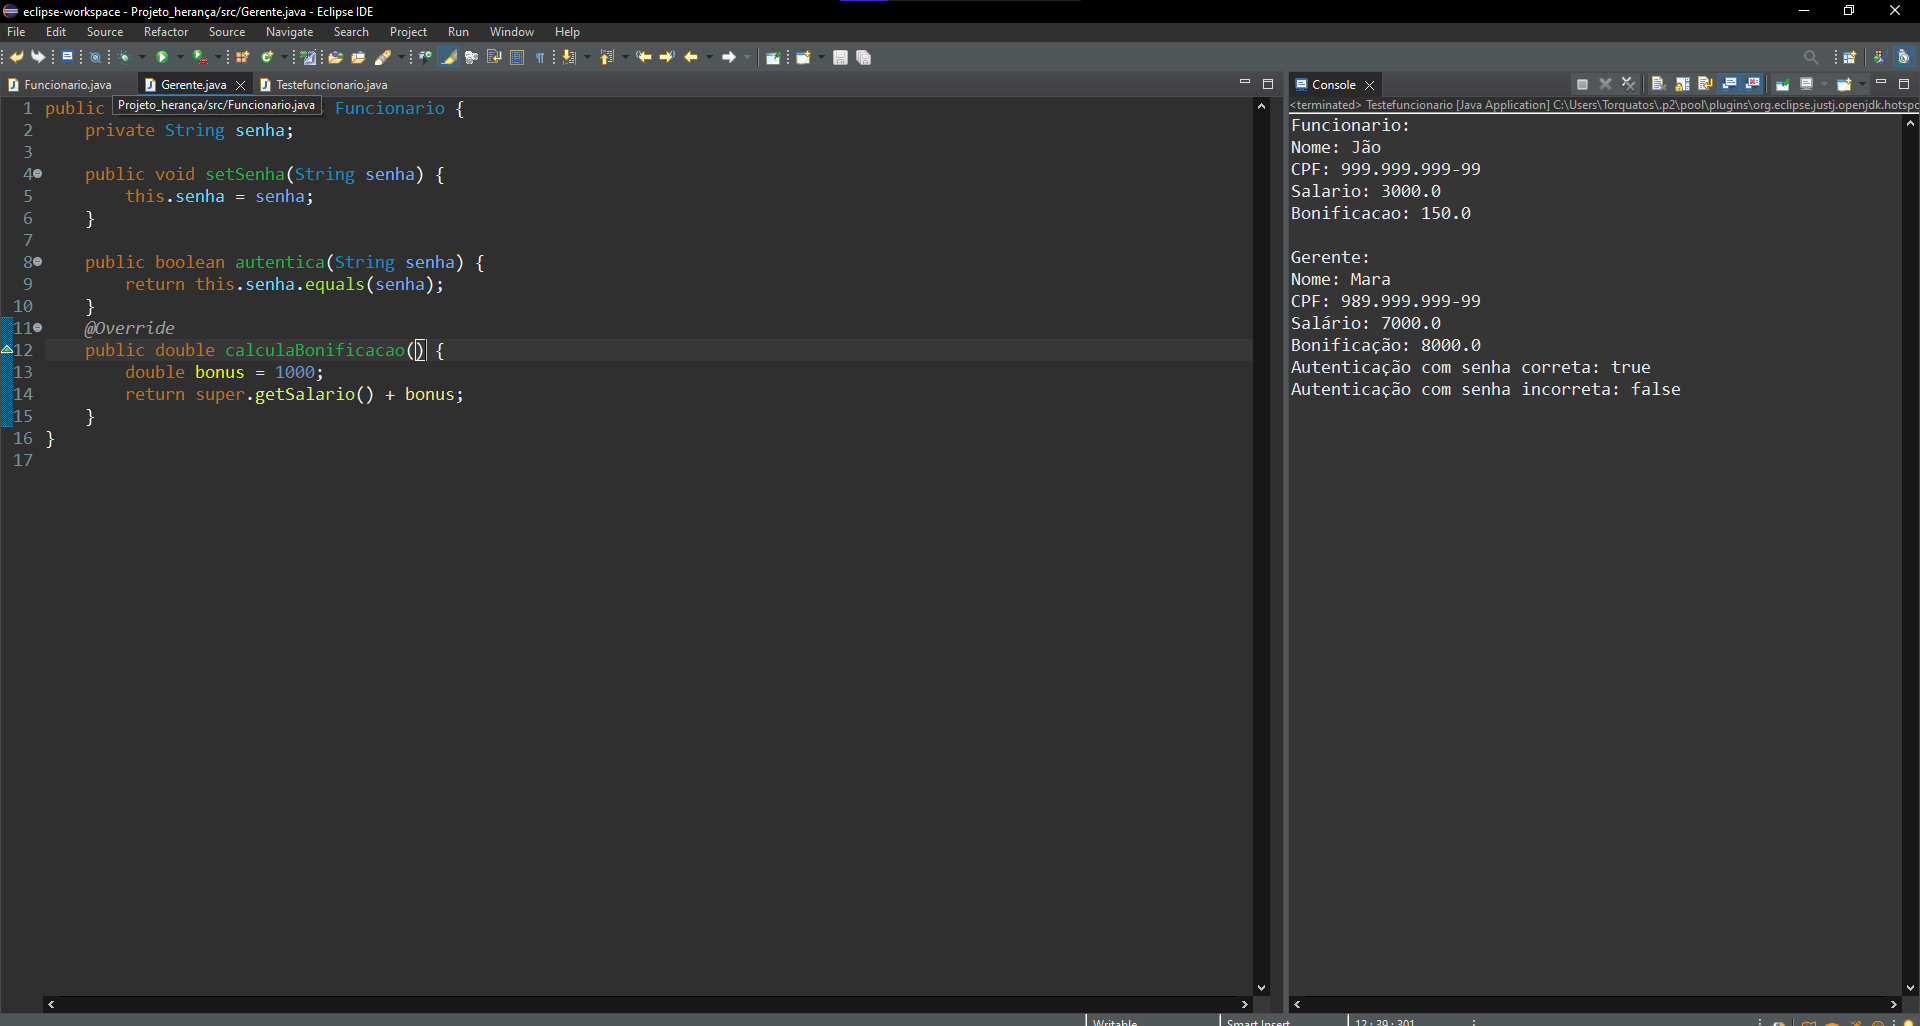 eclipse-workspace - Projeto_herança/src/Gerente.java - Eclipse IDE
File Edit Source Refactor Source Navigate Search Project Run Window Help
Funcionario.java Gerente.java Testefuncionario.java
Projeto_herança/src/Funcionario.java
1 public Funcionario {
2 private String senha;
3
4 public void setSenha(String senha) {
5 this.senha = senha;
6 }
7
8 public boolean autentica(String senha) {
9 return this.senha.equals(senha);
10 }
11 @Override
12 public double calculaBonificacao() {
13 double bonus = 1000;
14 return super.getSalario() + bonus;
15 }
16 }
17
Console
<terminated> Testefuncionario [Java Application] C:\Users\Torquatos\.p2\pool\plugins\org.eclipse.justj.openjdk.hotspo
Funcionario:
Nome: Jão
CPF: 999.999.999-99
Salario: 3000.0
Bonificacao: 150.0
Gerente:
Nome: Mara
CPF: 989.999.999-99
Salário: 7000.0
Bonificação: 8000.0
Autenticação com senha correta: true
Autenticação com senha incorreta: false
Writable Smart Insert 12 : 39 : 301